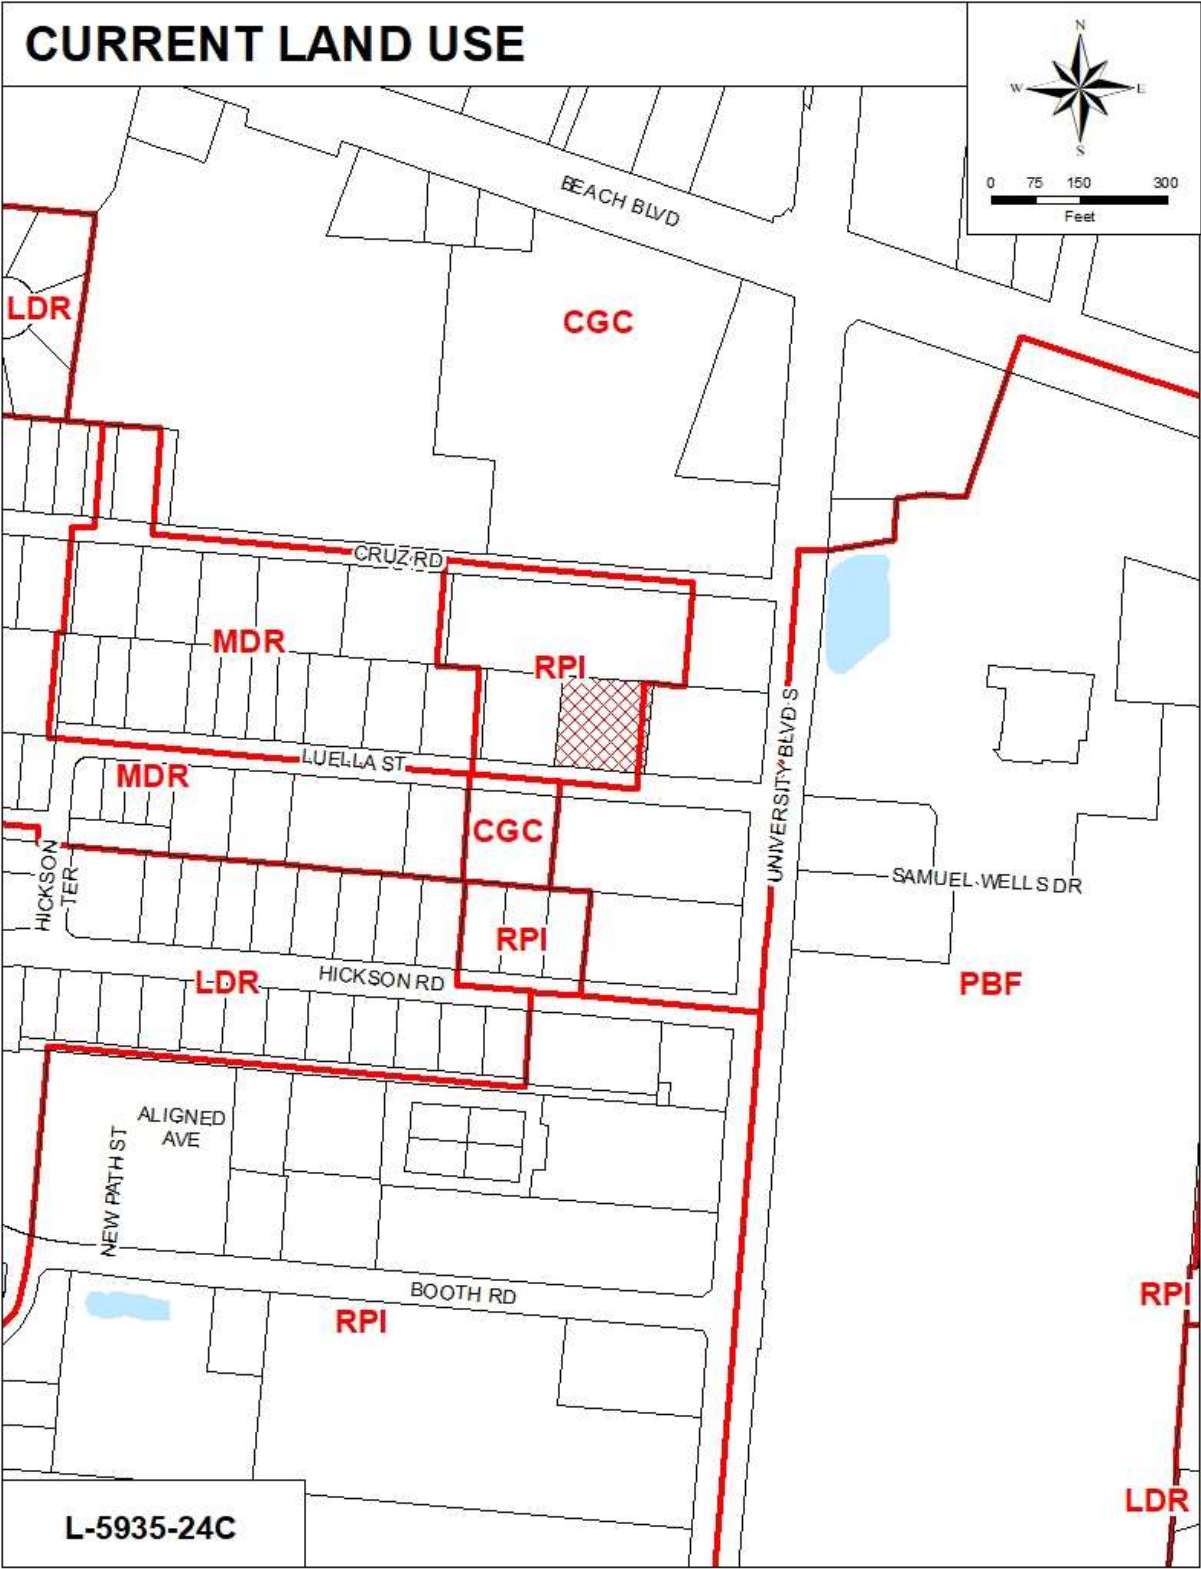 CURRENT LAND USE
N
W
E
S
0 75 150 300
Feet
BEACH BLVD
LDR
CGC
CRUZ RD
MDR
RPI
UNIVERSITY BLVD S
LUELLA ST
MDR
CGC
HICKSON
TER
SAMUEL WELLS DR
RPI
LDR
HICKSON RD
PBF
ALIGNED
AVE
NEW PATH ST
BOOTH RD
RPI
RPI
LDR
L-5935-24C